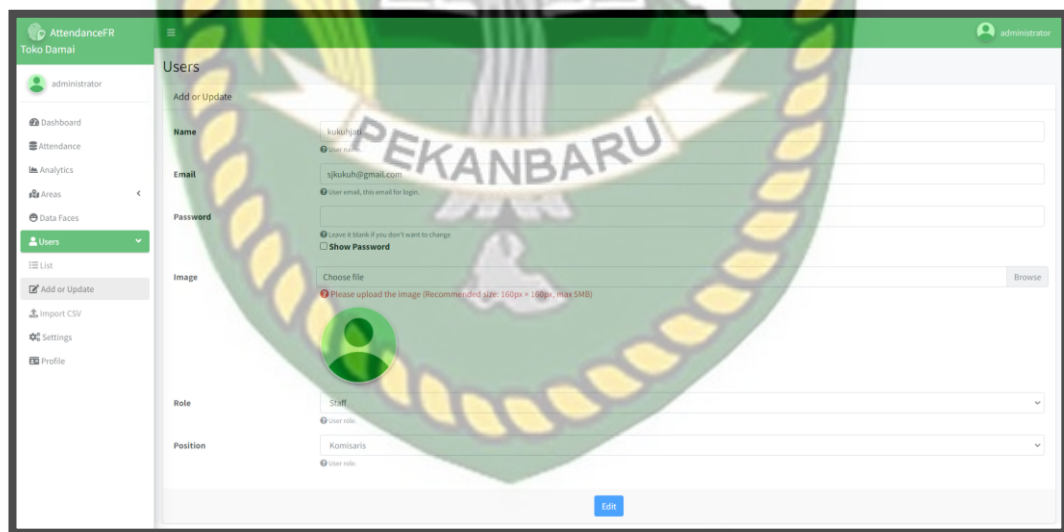 AttendanceFR
Toko Damai
administrator
administrator
Dashboard
Attendance
Analytics
Areas
Data Faces
Users
List
Add or Update
Import CSV
Settings
Profile
Users
Add or Update
Name
kukuhjati
User name.
Email
sjkukuh@gmail.com
User email, this email for login.
Password
Leave it blank if you don't want to change
Show Password
Image
Choose file
Browse
Please upload the image (Recommended size: 160px × 160px, max 5MB)
Role
Staff
User role.
Position
Komisaris
User role.
Edit
PEKANBARU